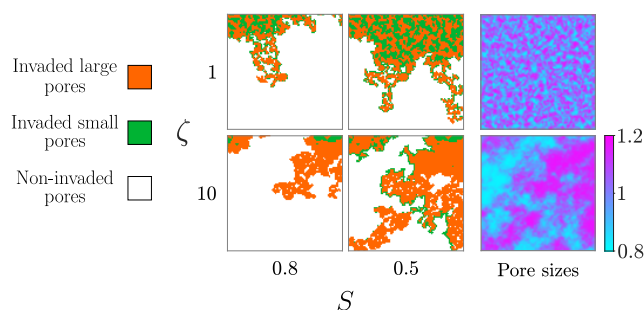 Invaded large
pores
Invaded small
pores
Non-invaded
pores
ζ
1
10
0.8
0.5
S
Pore sizes
1.2
1
0.8